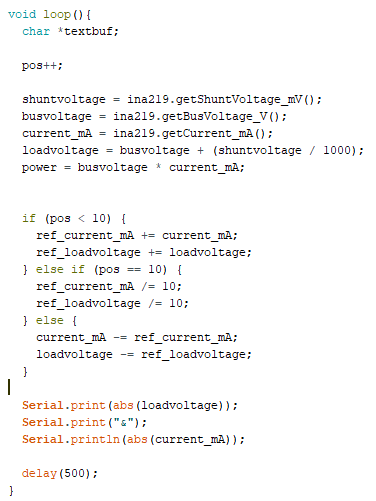 void loop(){
char *textbuf;
pos++;
shuntvoltage = ina219.getShuntVoltage_mV();
busvoltage = ina219.getBusVoltage_V();
current_mA = ina219.getCurrent_mA();
loadvoltage = busvoltage + (shuntvoltage / 1000);
power = busvoltage * current_mA;
if (pos < 10) {
ref_current_mA += current_mA;
ref_loadvoltage += loadvoltage;
} else if (pos == 10) {
ref_current_mA /= 10;
ref_loadvoltage /= 10;
} else {
current_mA -= ref_current_mA;
loadvoltage -= ref_loadvoltage;
}
Serial.print(abs(loadvoltage));
Serial.print("&");
Serial.println(abs(current_mA));
delay(500);
}